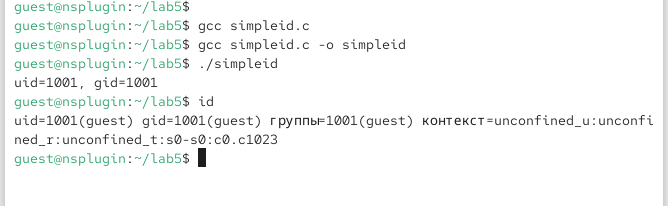 guest@nsplugin:~/lab5$
guest@nsplugin:~/lab5$ gcc simpleid.c
guest@nsplugin:~/lab5$ gcc simpleid.c -o simpleid
guest@nsplugin:~/lab5$ ./simpleid
uid=1001, gid=1001
guest@nsplugin:~/lab5$ id
uid=1001(guest) gid=1001(guest) группы=1001(guest) контекст=unconfined_u:unconfi
ned_r:unconfined_t:s0-s0:c0.c1023
guest@nsplugin:~/lab5$